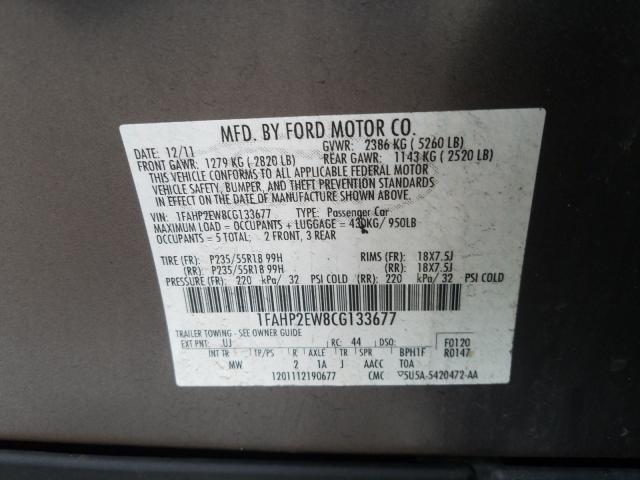 MFD. BY FORD MOTOR CO.
DATE: 12/11 GVWR: 2386 KG ( 5260 LB)
FRONT GAWR: 1279 KG ( 2820 LB) REAR GAWR: 1143 KG ( 2520 LB)
THIS VEHICLE CONFORMS TO ALL APPLICABLE FEDERAL MOTOR
VEHICLE SAFETY, BUMPER, AND THEFT PREVENTION STANDARDS
IN EFFECT ON THE DATE OF MANUFACTURE SHOWN ABOVE.
VIN: 1FAHP2EW8CG133677 TYPE: Passenger Car
MAXIMUM LOAD = OCCUPANTS + LUGGAGE = 430KG/ 950LB
OCCUPANTS = 5 TOTAL; 2 FRONT, 3 REAR
TIRE (FR): P235/55R18 99H RIMS (FR): 18X7.5J
(RR): P235/55R18 99H (RR): 18X7.5J
PRESSURE (FR): 220 kPa/ 32 PSI COLD (RR): 220 kPa/ 32 PSI COLD
1FAHP2EW8CG133677
TRAILER TOWING - SEE OWNER GUIDE
EXT PNT: UJ RC: 44 DSO: F0120
INT TR TP/PS R AXLE TR SPR BPH1F R0147
MW 2 1A J AACC TOA
1201112190677 CMC 5U5A-5420472-AA